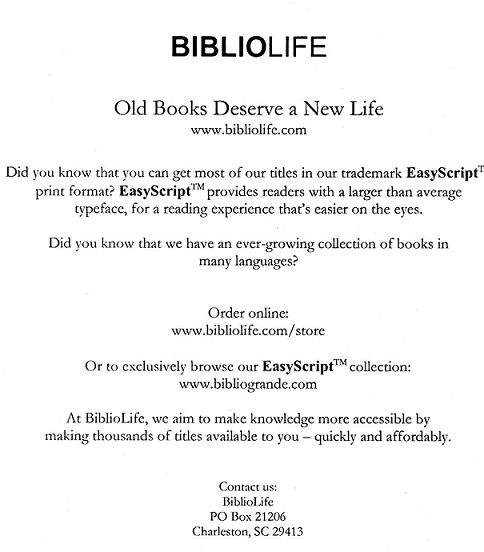 BIBLIOLIFE
Old Books Deserve a New Life
www.bibliolife.com
Did you know that you can get most of our titles in our trademark EasyScriptT
print format? EasyScriptTM provides readers with a larger than average
typeface, for a reading experience that's easier on the eyes.
Did you know that we have an ever-growing collection of books in
many languages?
Order online:
www.bibliolife.com/store
Or to exclusively browse our EasyScriptTM collection:
www.bibliogrande.com
At BiblioLife, we aim to make knowledge more accessible by
making thousands of titles available to you – quickly and affordably.
Contact us:
BiblioLife
PO Box 21206
Charleston, SC 29413